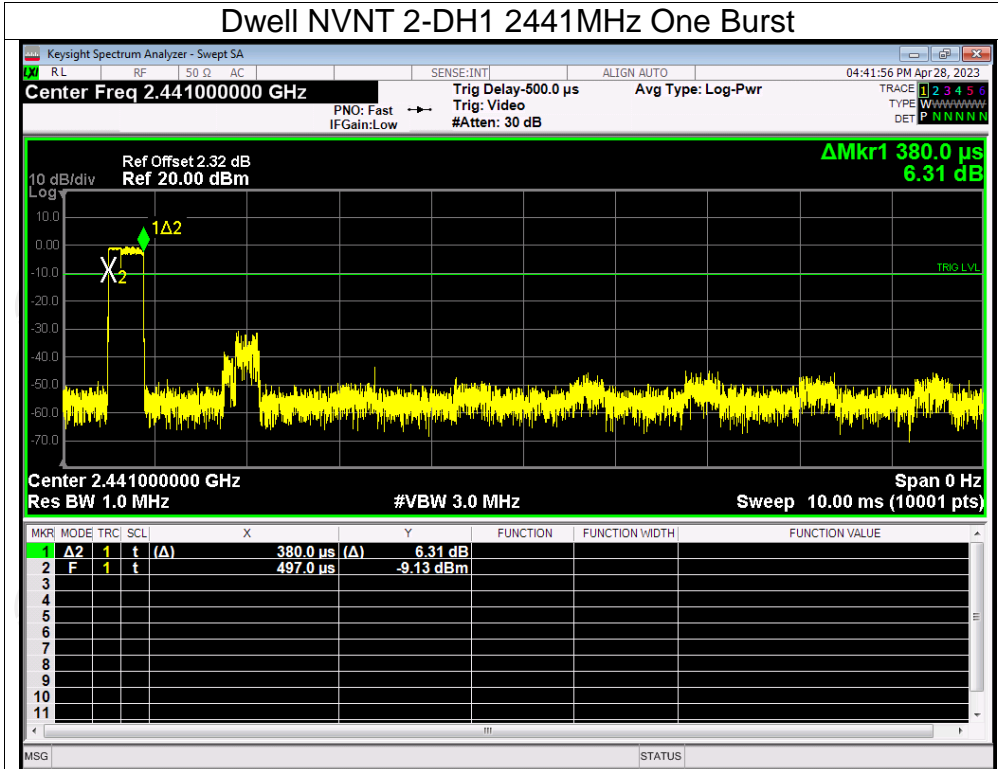 Dwell NVNT 2-DH1 2441MHz One Burst
Keysight Spectrum Analyzer - Swept SA
LXI RL RF 50 Ω AC SENSE:INT ALIGN AUTO 04:41:56 PM Apr 28, 2023
Center Freq 2.441000000 GHz Trig Delay-500.0 µs Avg Type: Log-Pwr TRACE 1 2 3 4 5 6
PNO: Fast Trig: Video TYPE WWWWWW
IFGain:Low #Atten: 30 dB DET P N N N N N
ΔMkr1 380.0 µs
6.31 dB
Ref Offset 2.32 dB
10 dB/div Ref 20.00 dBm
Log
10.0
1Δ2
0.00
-10.0
2
TRIG LVL
-20.0
-30.0
-40.0
-50.0
-60.0
-70.0
Center 2.441000000 GHz Span 0 Hz
Res BW 1.0 MHz #VBW 3.0 MHz Sweep 10.00 ms (10001 pts)
MKR MODE TRC SCL X Y FUNCTION FUNCTION WIDTH FUNCTION VALUE
1 Δ2 1 t (Δ) 380.0 µs (Δ) 6.31 dB
2 F 1 t 497.0 µs -9.13 dBm
3
4
5
6
7
8
9
10
11
MSG STATUS